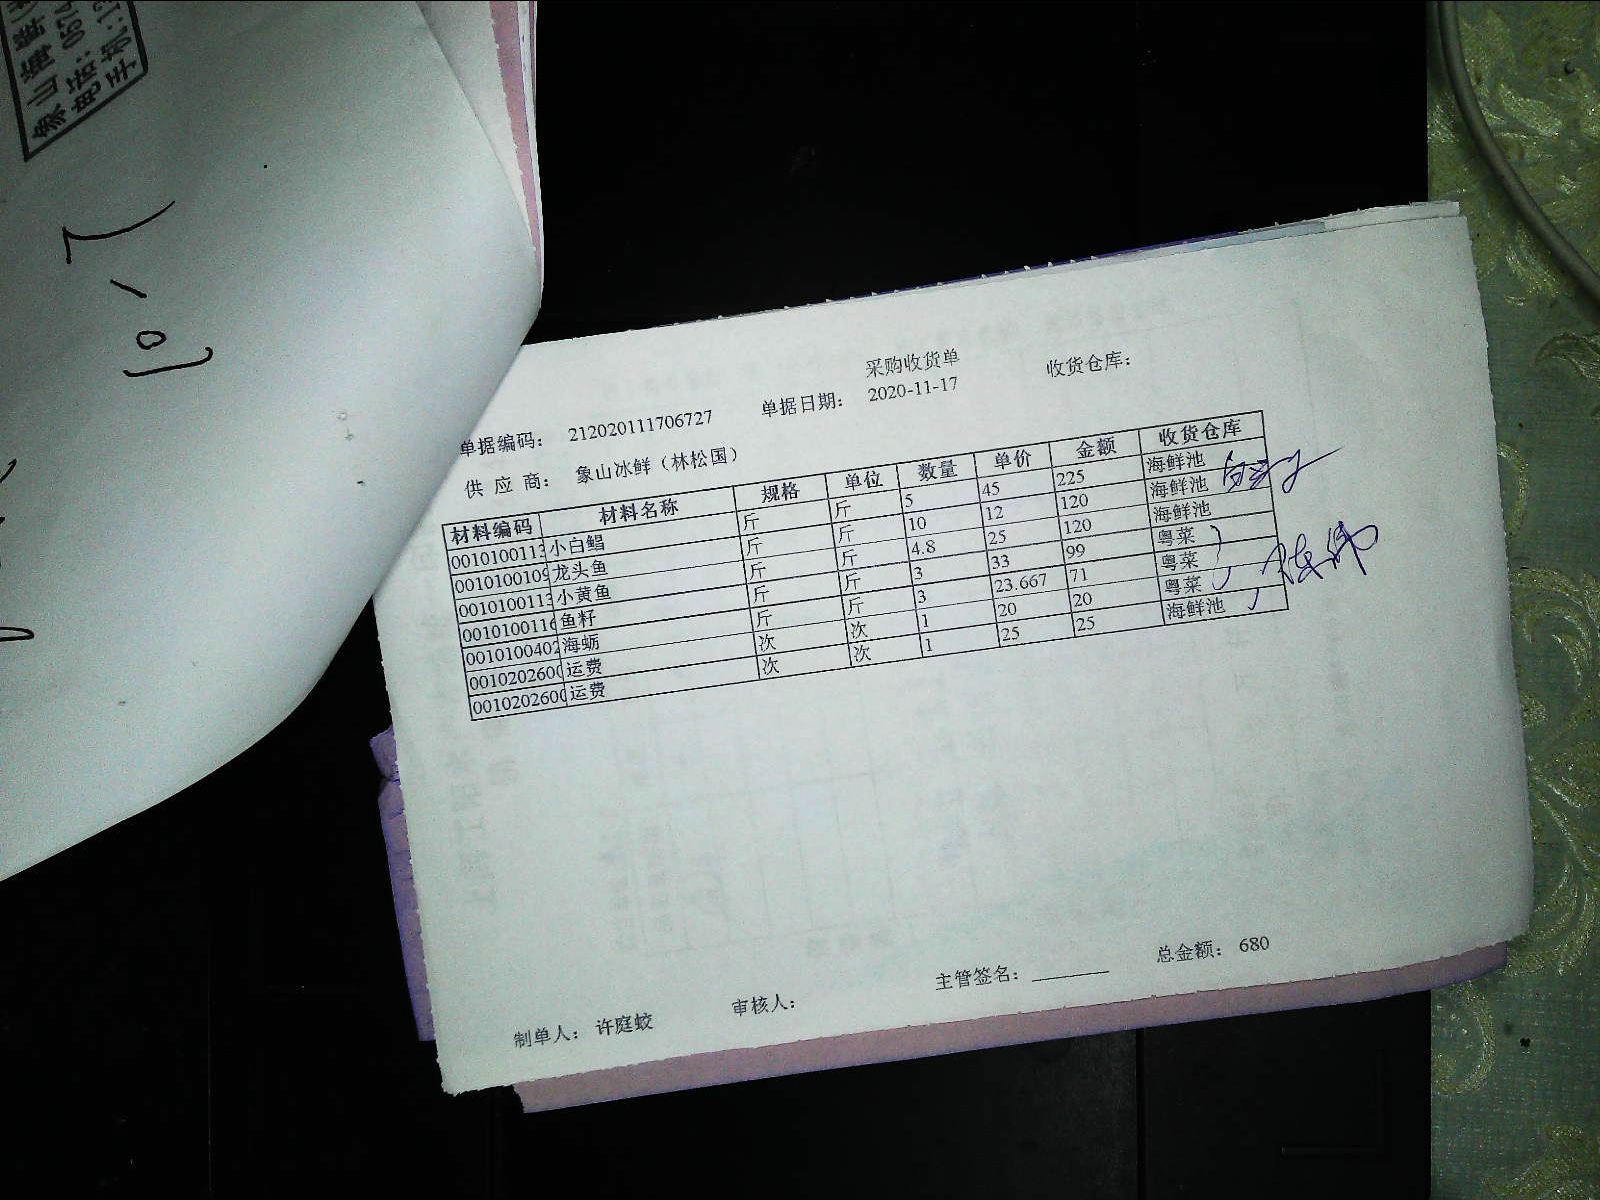 采购收货单
单据编码： 212020111706727 单据日期： 2020-11-17 收货仓库：
供 应 商： 象山冰鲜（林松国）
材料编码 材料名称 规格 单位 数量 单价 金额 收货仓库
001010011 小白鲳 斤 斤 5 45 225 海鲜池
001010010 龙头鱼 斤 斤 10 12 120 海鲜池
001010011 小黄鱼 斤 斤 4.8 25 120 海鲜池
001010011 鱼籽 斤 斤 3 33 99 粤菜
001010040 海蛎 斤 斤 3 23.667 71 粤菜
001020260 运费 次 次 1 20 20 粤菜
001020260 运费 次 次 1 25 25 海鲜池
制单人： 许庭蛟 审核人： 主管签名： 总金额： 680